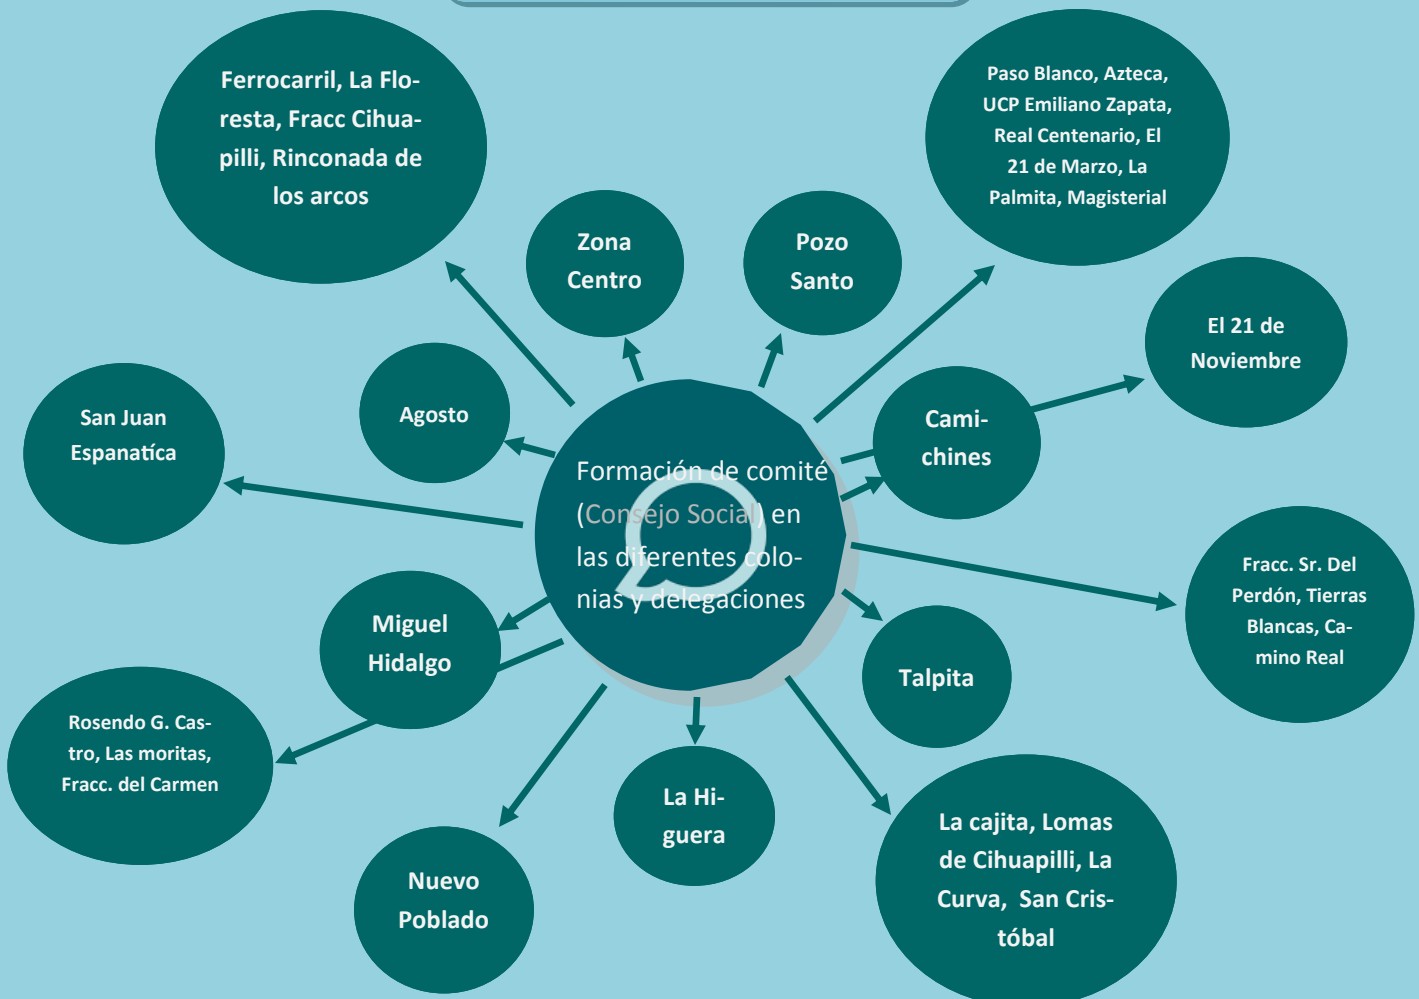 Ferrocarril, La Flo-
resta, Fracc Cihua-
pilli, Rinconada de
los arcos
Paso Blanco, Azteca,
UCP Emiliano Zapata,
Real Centenario, El
21 de Marzo, La
Palmita, Magisterial
Zona
Centro
Pozo
Santo
El 21 de
Noviembre
San Juan
Espanatíca
Agosto
Cami-
chines
Formación de comité
(Consejo Social) en
las diferentes colo-
nias y delegaciones
Fracc. Sr. Del
Perdón, Tierras
Blancas, Ca-
mino Real
Miguel
Hidalgo
Talpita
Rosendo G. Cas-
tro, Las moritas,
Fracc. del Carmen
La Hi-
guera
La cajita, Lomas
de Cihuapilli, La
Curva,  San Cris-
tóbal
Nuevo
Poblado